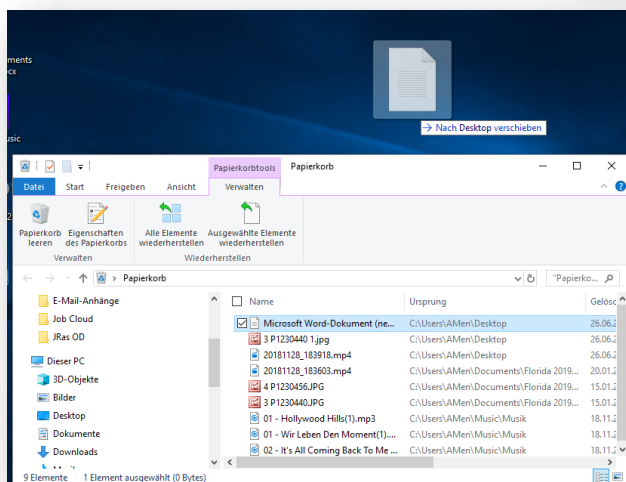 ments
cx
usic
→ Nach Desktop verschieben
Papierkorbtools
Papierkorb
Datei
Start
Freigeben
Ansicht
Verwalten
Papierkorb leeren
Eigenschaften des Papierkorbs
Alle Elemente wiederherstellen
Ausgewählte Elemente wiederherstellen
Verwalten
Wiederherstellen
Papierkorb
"Papierko...
E-Mail-Anhänge
Job Cloud
JRas OD
Dieser PC
3D-Objekte
Bilder
Desktop
Dokumente
Downloads
Name Ursprung Gelösc
Microsoft Word-Dokument (ne... C:\Users\AMen\Desktop 26.06.2
3 P1230440 1.jpg C:\Users\AMen\Desktop 26.06.2
20181128_183918.mp4 C:\Users\AMen\Desktop 26.06.2
20181128_183603.mp4 C:\Users\AMen\Documents\Florida 2019... 20.01.2
4 P1230456.JPG C:\Users\AMen\Documents\Florida 2019... 15.01.2
3 P1230440.JPG C:\Users\AMen\Documents\Florida 2019... 15.01.2
01 - Hollywood Hills(1).mp3 C:\Users\AMen\Music\Musik 18.11.2
01 - Wir Leben Den Moment(1).... C:\Users\AMen\Music\Musik 18.11.2
02 - It's All Coming Back To Me ... C:\Users\AMen\Music\Musik 18.11.2
9 Elemente 1 Element ausgewählt (0 Bytes)